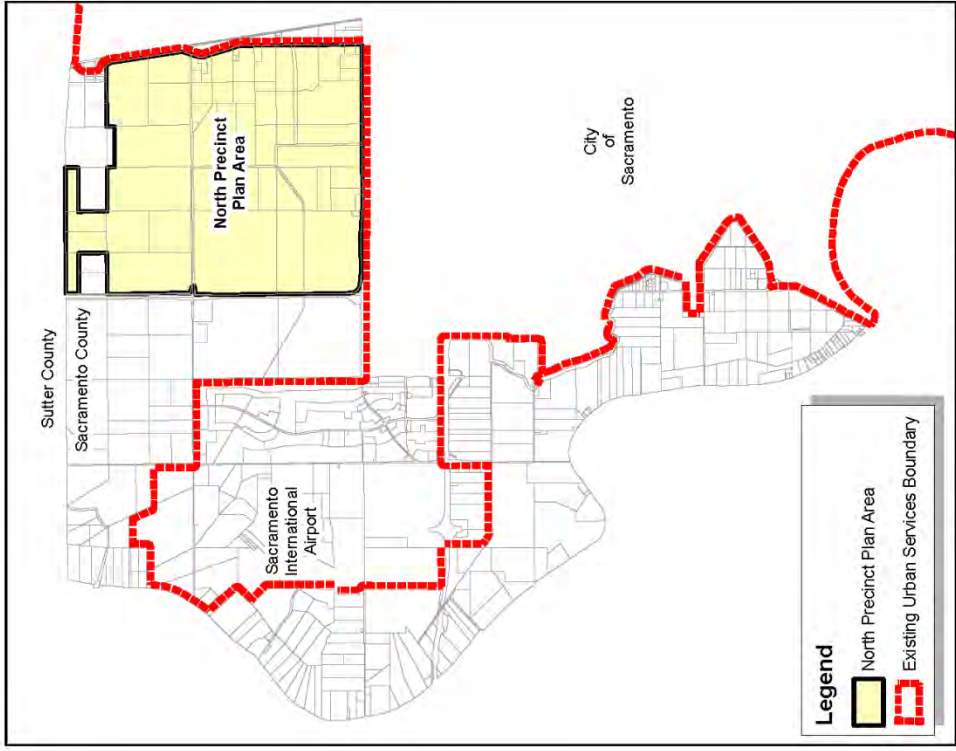 Sutter County
Sacramento County
North Precinct
Plan Area
Sacramento
International
Airport
City
of
Sacramento
Legend
North Precinct Plan Area
Existing Urban Services Boundary